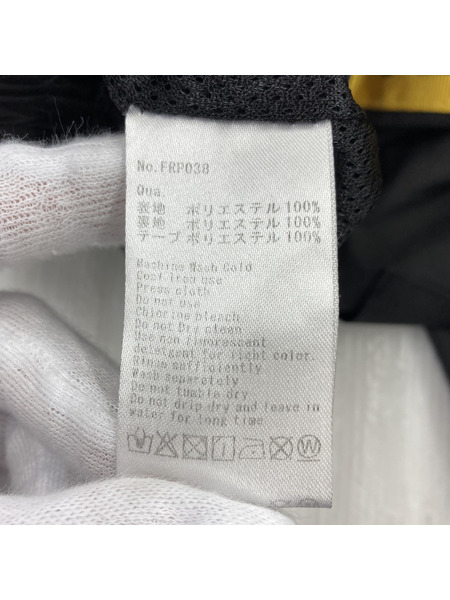 No.FRP038
Qua.
表地 ポリエステル100%
裏地 ポリエステル100%
テープ ポリエステル100%
Machine Wash Cold
Cool iron use
Press cloth
Do not use
Chlorine bleach
Do not Dry clean
Use non fluorescent
detergent for light color.
Rinse sufficiently
Wash separately
Do not tumble dry
Do not drip dry and leave in
water for long time
W